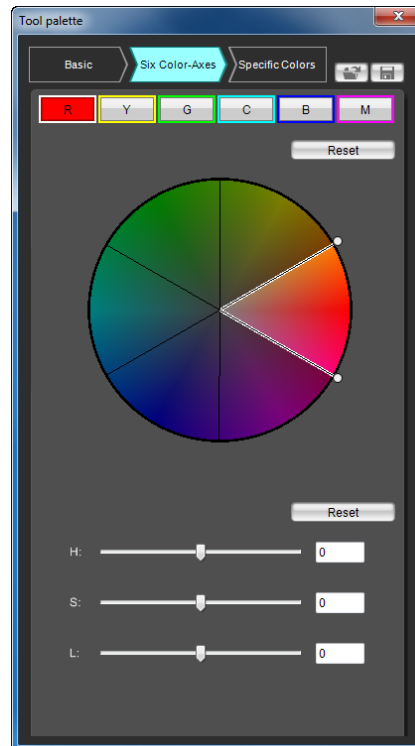 Tool palette
Basic Six Color-Axes Specific Colors
R Y G C B M
Reset
Reset
H: 0
S: 0
L: 0